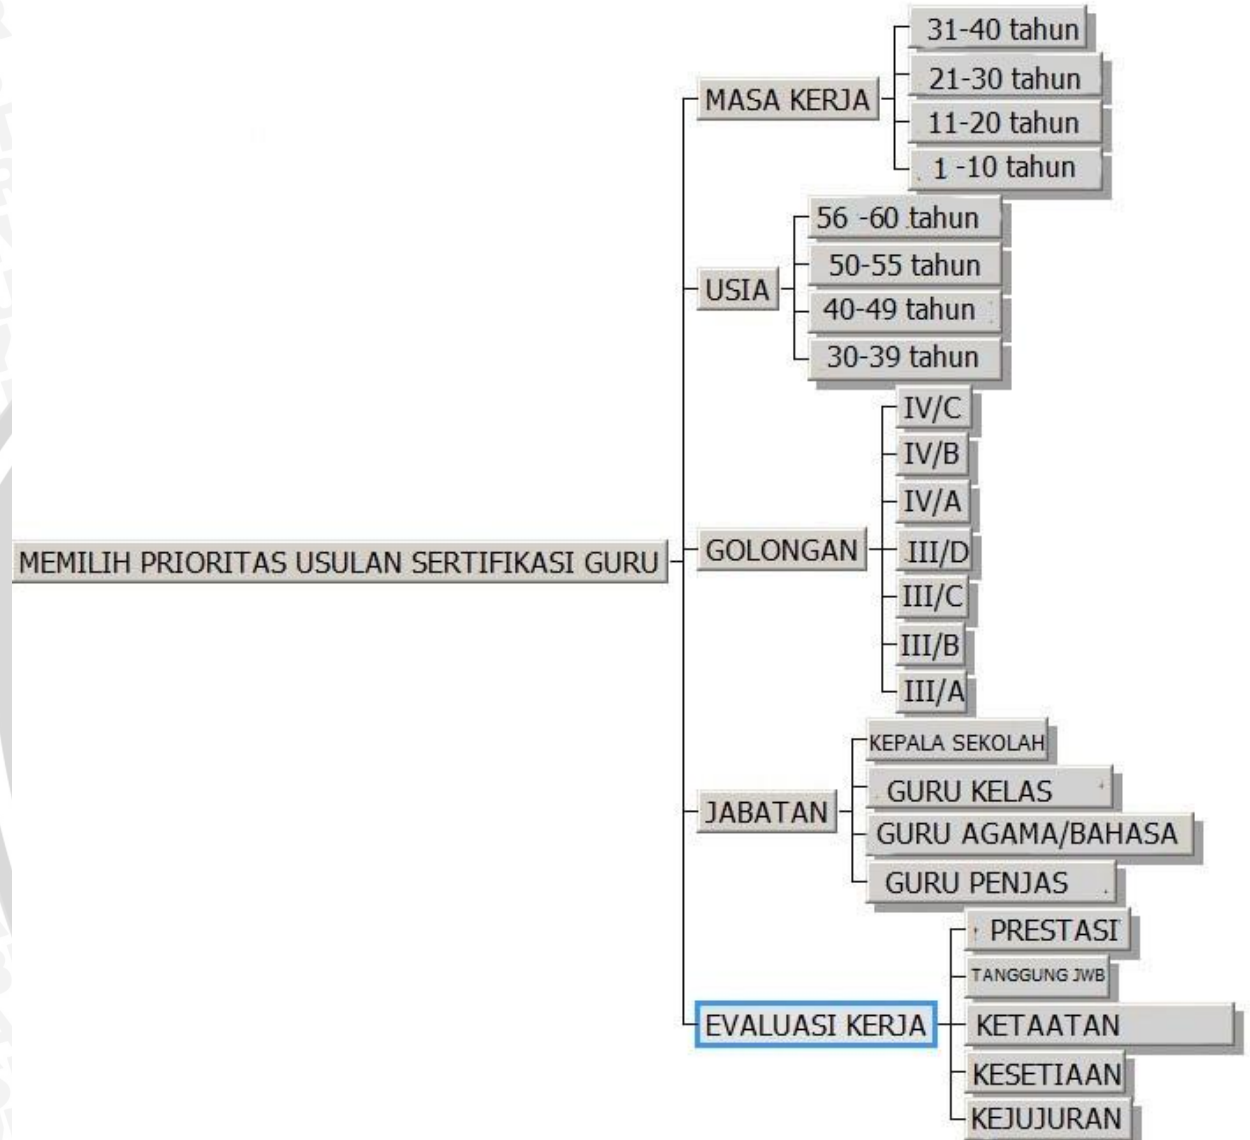 MEMILIH PRIORITAS USULAN SERTIFIKASI GURU
MASA KERJA
31-40 tahun
21-30 tahun
11-20 tahun
1 -10 tahun
USIA
56 -60 tahun
50-55 tahun
40-49 tahun
30-39 tahun
GOLONGAN
IV/C
IV/B
IV/A
III/D
III/C
III/B
III/A
JABATAN
KEPALA SEKOLAH
GURU KELAS
GURU AGAMA/BAHASA
GURU PENJAS
EVALUASI KERJA
PRESTASI
TANGGUNG JWB
KETAATAN
KESETIAAN
KEJUJURAN